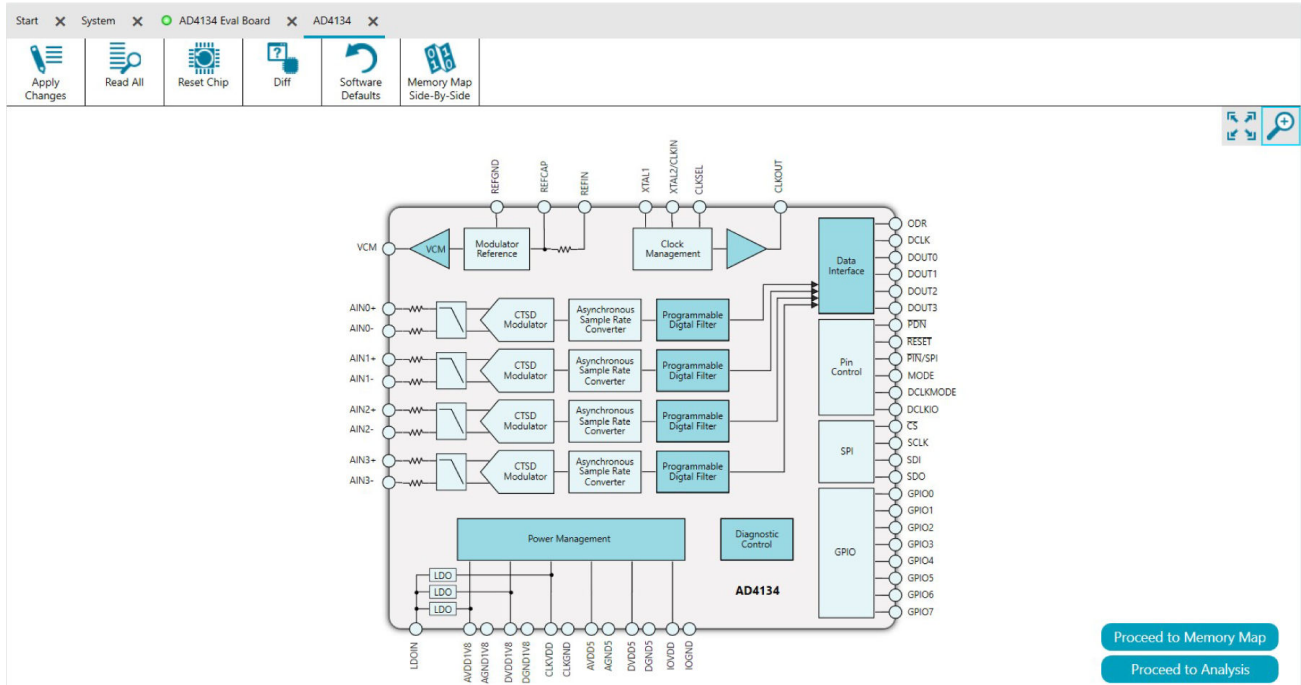 Start
System
AD4134 Eval Board
AD4134
Apply
Changes
Read All
Reset Chip
Diff
Software
Defaults
Memory Map
Side-By-Side
REFGND
REFCAP
REFIN
XTAL1
XTAL2/CLKIN
CLKSEL
CLKOUT
VCM
VCM
Modulator
Reference
Clock
Management
Data
Interface
ODR
DCLK
DOUT0
DOUT1
DOUT2
DOUT3
AIN0+
AIN0-
CTSD
Modulator
Asynchronous
Sample Rate
Converter
Programmable
Digtal Filter
AIN1+
AIN1-
CTSD
Modulator
Asynchronous
Sample Rate
Converter
Programmable
Digtal Filter
AIN2+
AIN2-
CTSD
Modulator
Asynchronous
Sample Rate
Converter
Programmable
Digtal Filter
AIN3+
AIN3-
CTSD
Modulator
Asynchronous
Sample Rate
Converter
Programmable
Digtal Filter
Pin
Control
PDN
RESET
PIN/SPI
MODE
DCLKMODE
DCLKIO
SPI
CS
SCLK
SDI
SDO
GPIO
GPIO0
GPIO1
GPIO2
GPIO3
GPIO4
GPIO5
GPIO6
GPIO7
Power Management
Diagnostic
Control
LDO
LDO
LDO
AD4134
LDOIN
AVDD1V8
AGND1V8
DVDD1V8
DGND1V8
CLKVDD
CLKGND
AVDD5
AGND5
DVDD5
DGND5
IOVDD
IOGND
Proceed to Memory Map
Proceed to Analysis